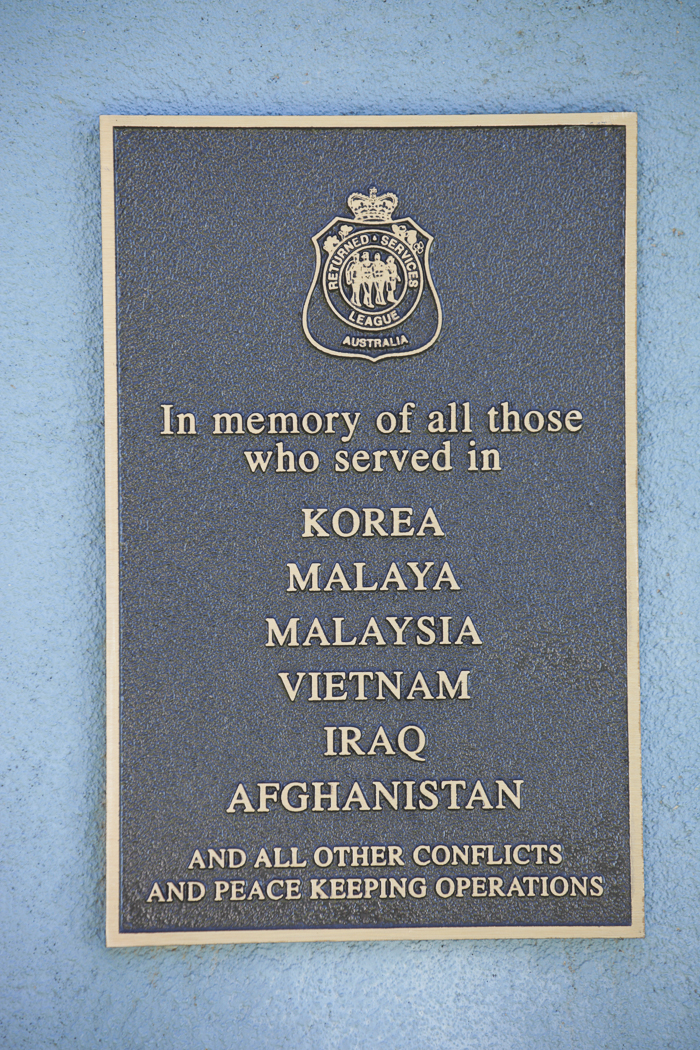 RETURNED • SERVICES
LEAGUE
AUSTRALIA
In memory of all those
who served in
KOREA
MALAYA
MALAYSIA
VIETNAM
IRAQ
AFGHANISTAN
AND ALL OTHER CONFLICTS
AND PEACE KEEPING OPERATIONS